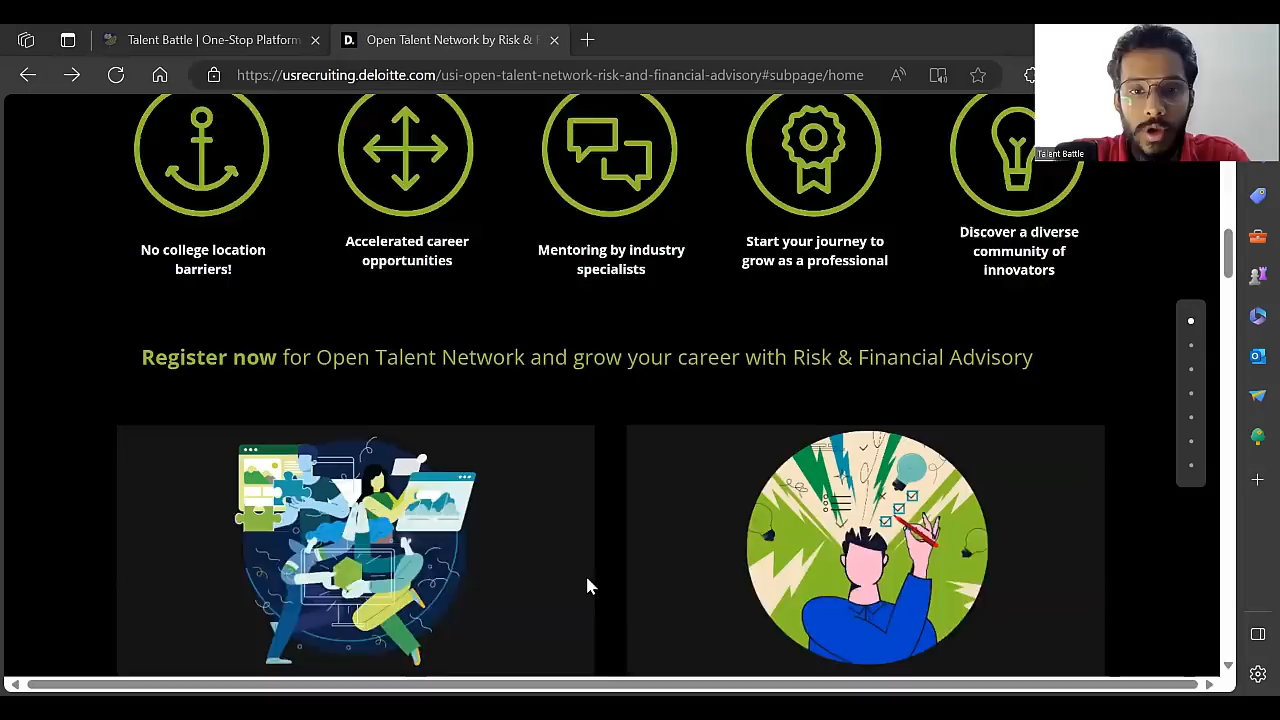 Talent Battle | One-Stop Platform
D.
Open Talent Network by Risk & F
https://usrecruiting.deloitte.com/usi-open-talent-network-risk-and-financial-advisory#subpage/home
Talent Battle
No college location
barriers!
Accelerated career
opportunities
Mentoring by industry
specialists
Start your journey to
grow as a professional
Discover a diverse
community of
innovators
Register now for Open Talent Network and grow your career with Risk & Financial Advisory